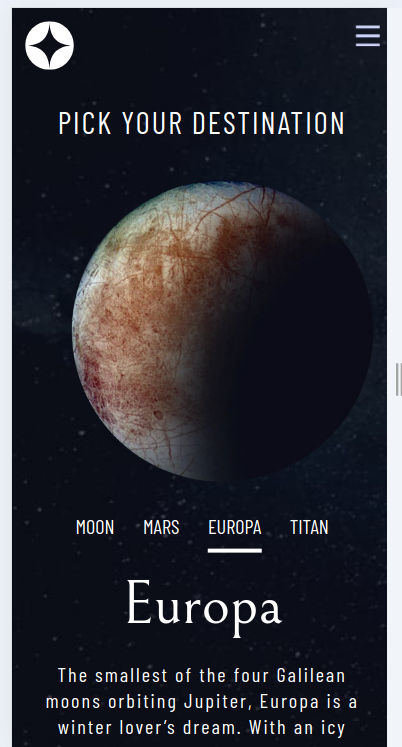 PICK YOUR DESTINATION
MOON MARS EUROPA TITAN
Europa
The smallest of the four Galilean
moons orbiting Jupiter, Europa is a
winter lover’s dream. With an icy